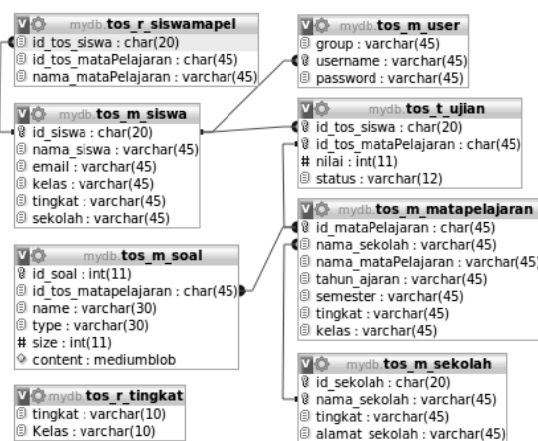 mydb.tos_r_siswamapel
id_tos_siswa : char(20)
id_tos_mataPelajaran : char(45)
nama_mataPelajaran : varchar(45)
mydb.tos_m_siswa
id_siswa : char(20)
nama_siswa : varchar(45)
email : varchar(45)
kelas : varchar(45)
tingkat : varchar(45)
sekolah : varchar(45)
mydb.tos_m_soal
id_soal : int(11)
id_tos_matapelajaran : char(45)
name : varchar(30)
type : varchar(30)
# size : int(11)
content : mediumblob
mydb.tos_r_tingkat
tingkat : varchar(10)
Kelas : varchar(10)
mydb.tos_m_user
group : varchar(45)
username : varchar(45)
password : varchar(45)
mydb.tos_t_ujian
id_tos_siswa : char(20)
id_tos_mataPelajaran : char(45)
# nilai : int(11)
status : varchar(12)
mydb.tos_m_matapelajaran
id_mataPelajaran : char(45)
nama_sekolah : varchar(45)
nama_mataPelajaran : varchar(45)
tahun_ajaran : varchar(45)
semester : varchar(45)
tingkat : varchar(45)
kelas : varchar(45)
mydb.tos_m_sekolah
id_sekolah : char(20)
nama_sekolah : varchar(45)
tingkat : varchar(45)
alamat_sekolah : varchar(45)